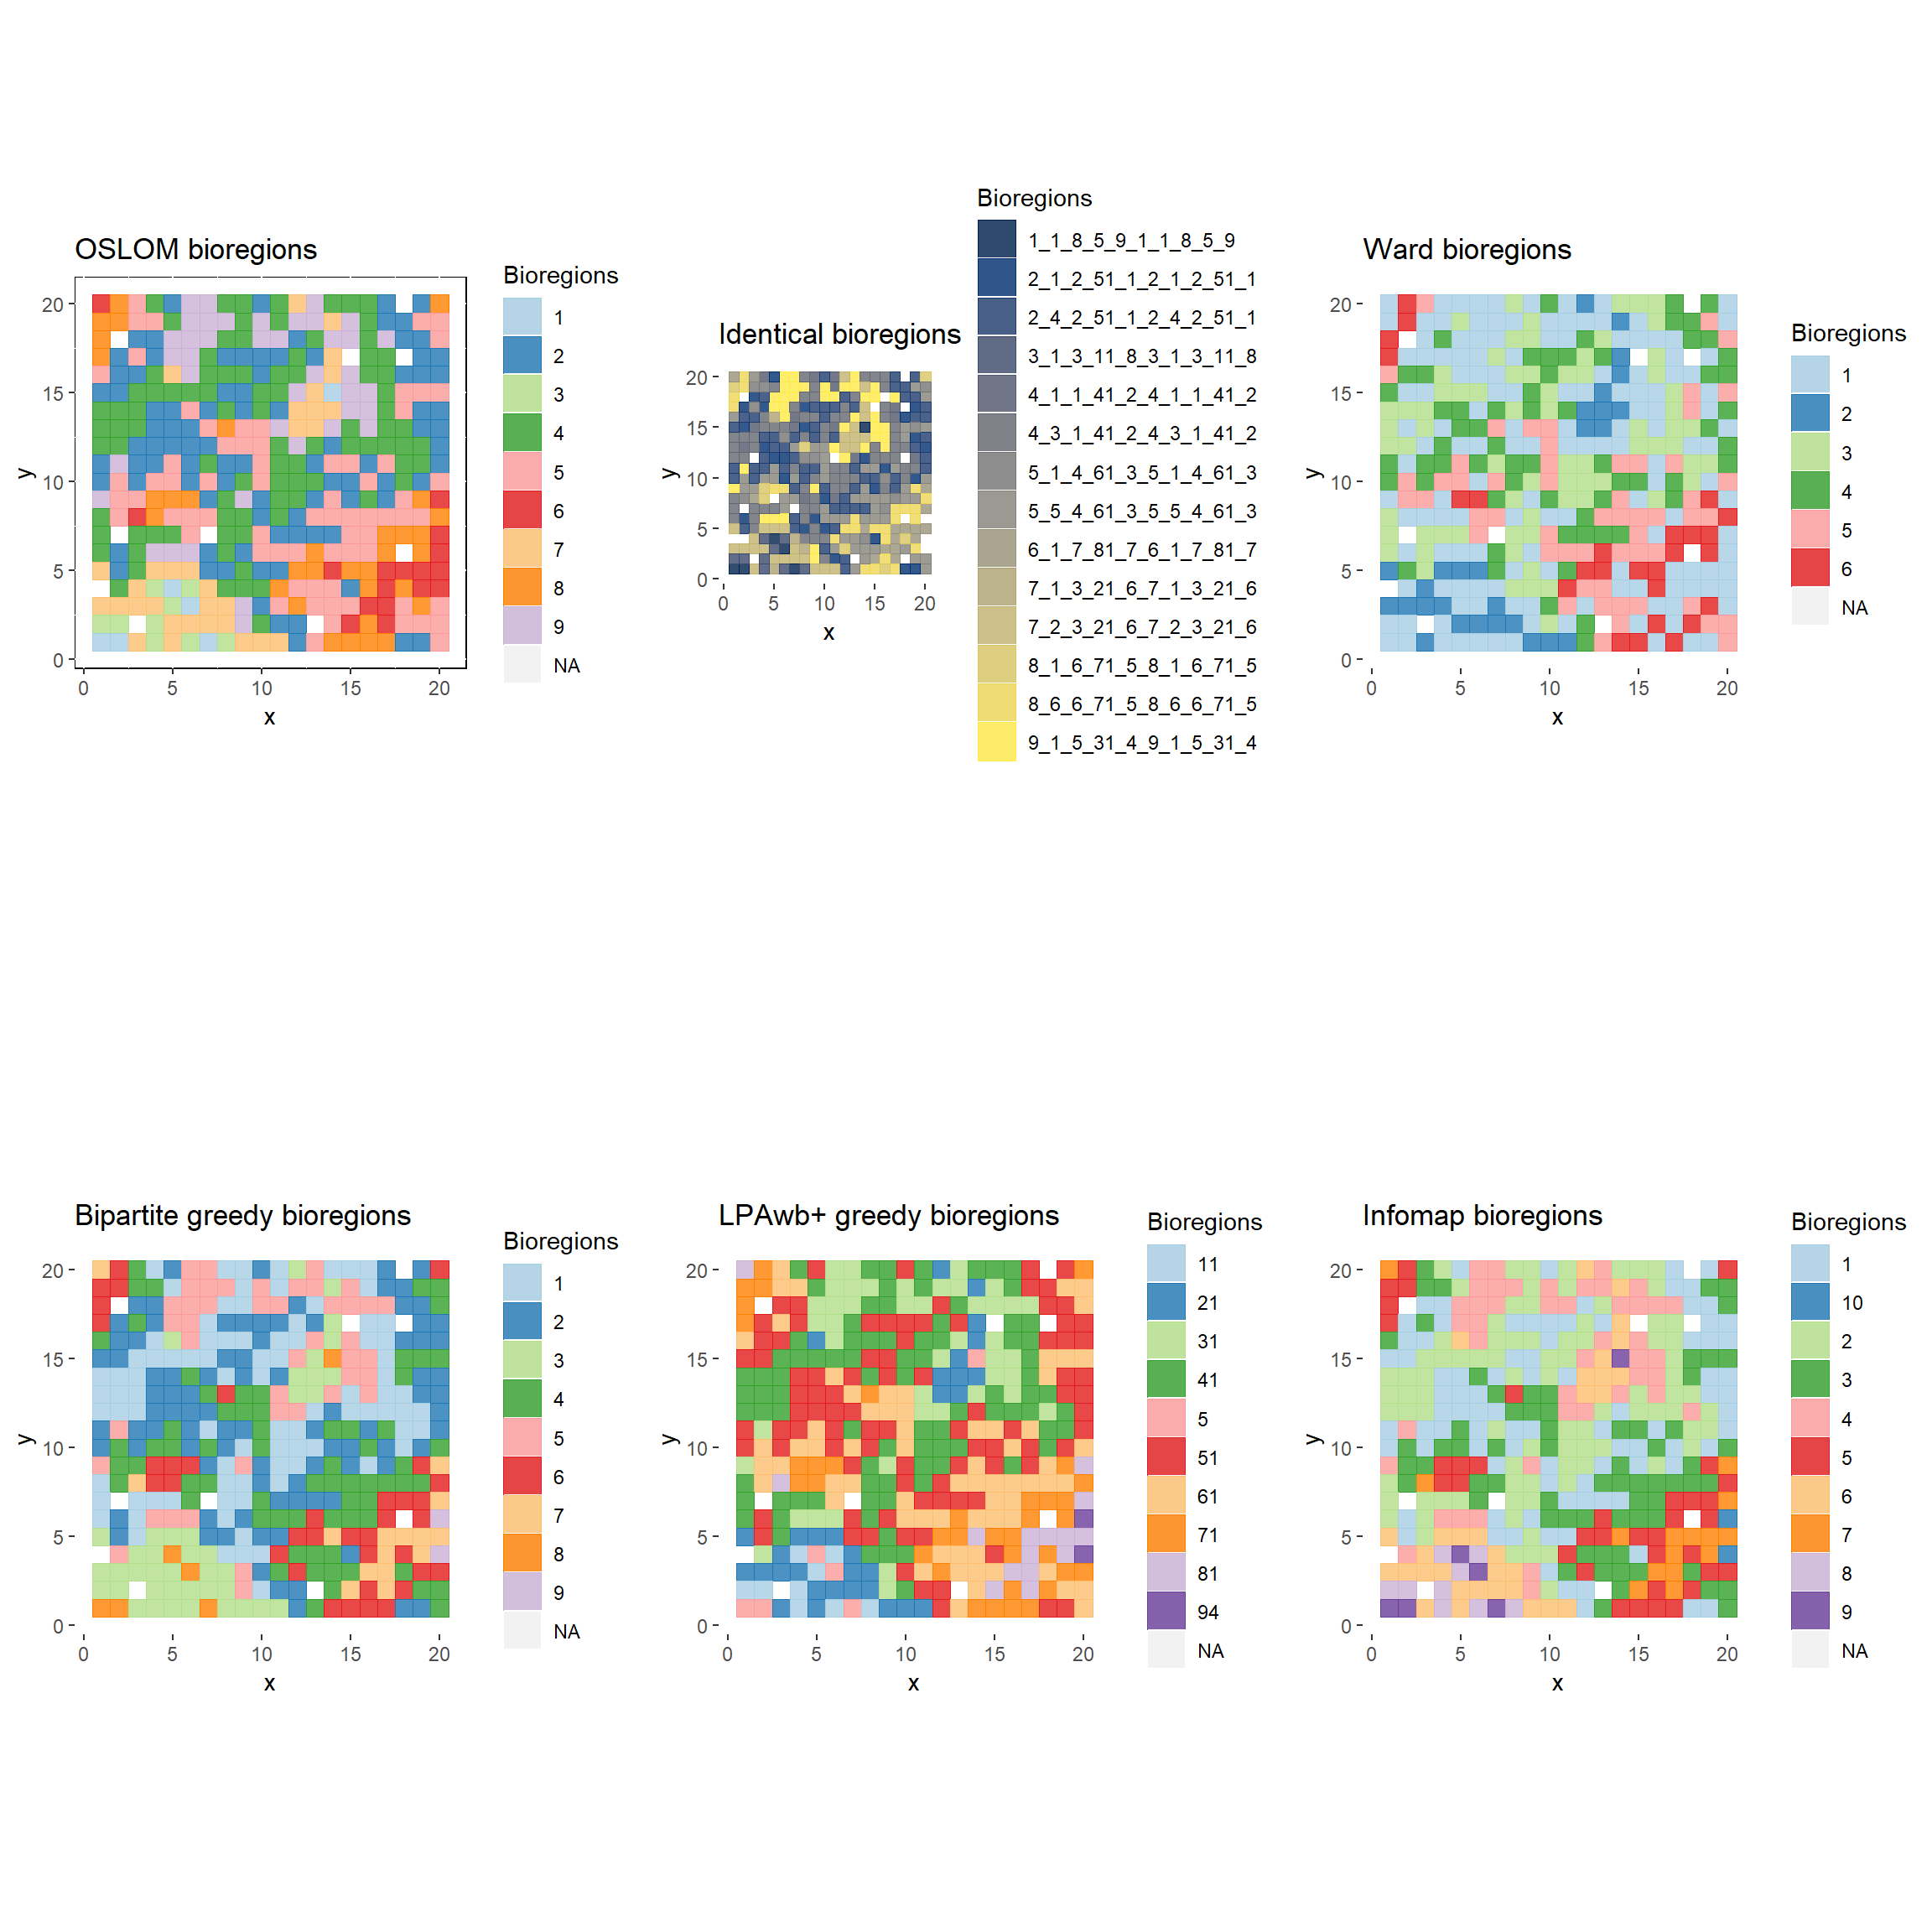 OSLOM bioregions
y
20
15
10
5
0
0 5 10 15 20
x
Bioregions
1
2
3
4
5
6
7
8
9
NA
Identical bioregions
y
20
15
10
5
0
0 5 10 15 20
x
Bioregions
1_1_8_5_9_1_1_8_5_9
2_1_2_51_1_2_1_2_51_1
2_4_2_51_1_2_4_2_51_1
3_1_3_11_8_3_1_3_11_8
4_1_1_41_2_4_1_1_41_2
4_3_1_41_2_4_3_1_41_2
5_1_4_61_3_5_1_4_61_3
5_5_4_61_3_5_5_4_61_3
6_1_7_81_7_6_1_7_81_7
7_1_3_21_6_7_1_3_21_6
7_2_3_21_6_7_2_3_21_6
8_1_6_71_5_8_1_6_71_5
8_6_6_71_5_8_6_6_71_5
9_1_5_31_4_9_1_5_31_4
Ward bioregions
y
20
15
10
5
0
0 5 10 15 20
x
Bioregions
1
2
3
4
5
6
NA
Bipartite greedy bioregions
y
20
15
10
5
0
0 5 10 15 20
x
Bioregions
1
2
3
4
5
6
7
8
9
NA
LPAwb+ greedy bioregions
y
20
15
10
5
0
0 5 10 15 20
x
Bioregions
11
21
31
41
5
51
61
71
81
94
NA
Infomap bioregions
y
20
15
10
5
0
0 5 10 15 20
x
Bioregions
1
10
2
3
4
5
6
7
8
9
NA